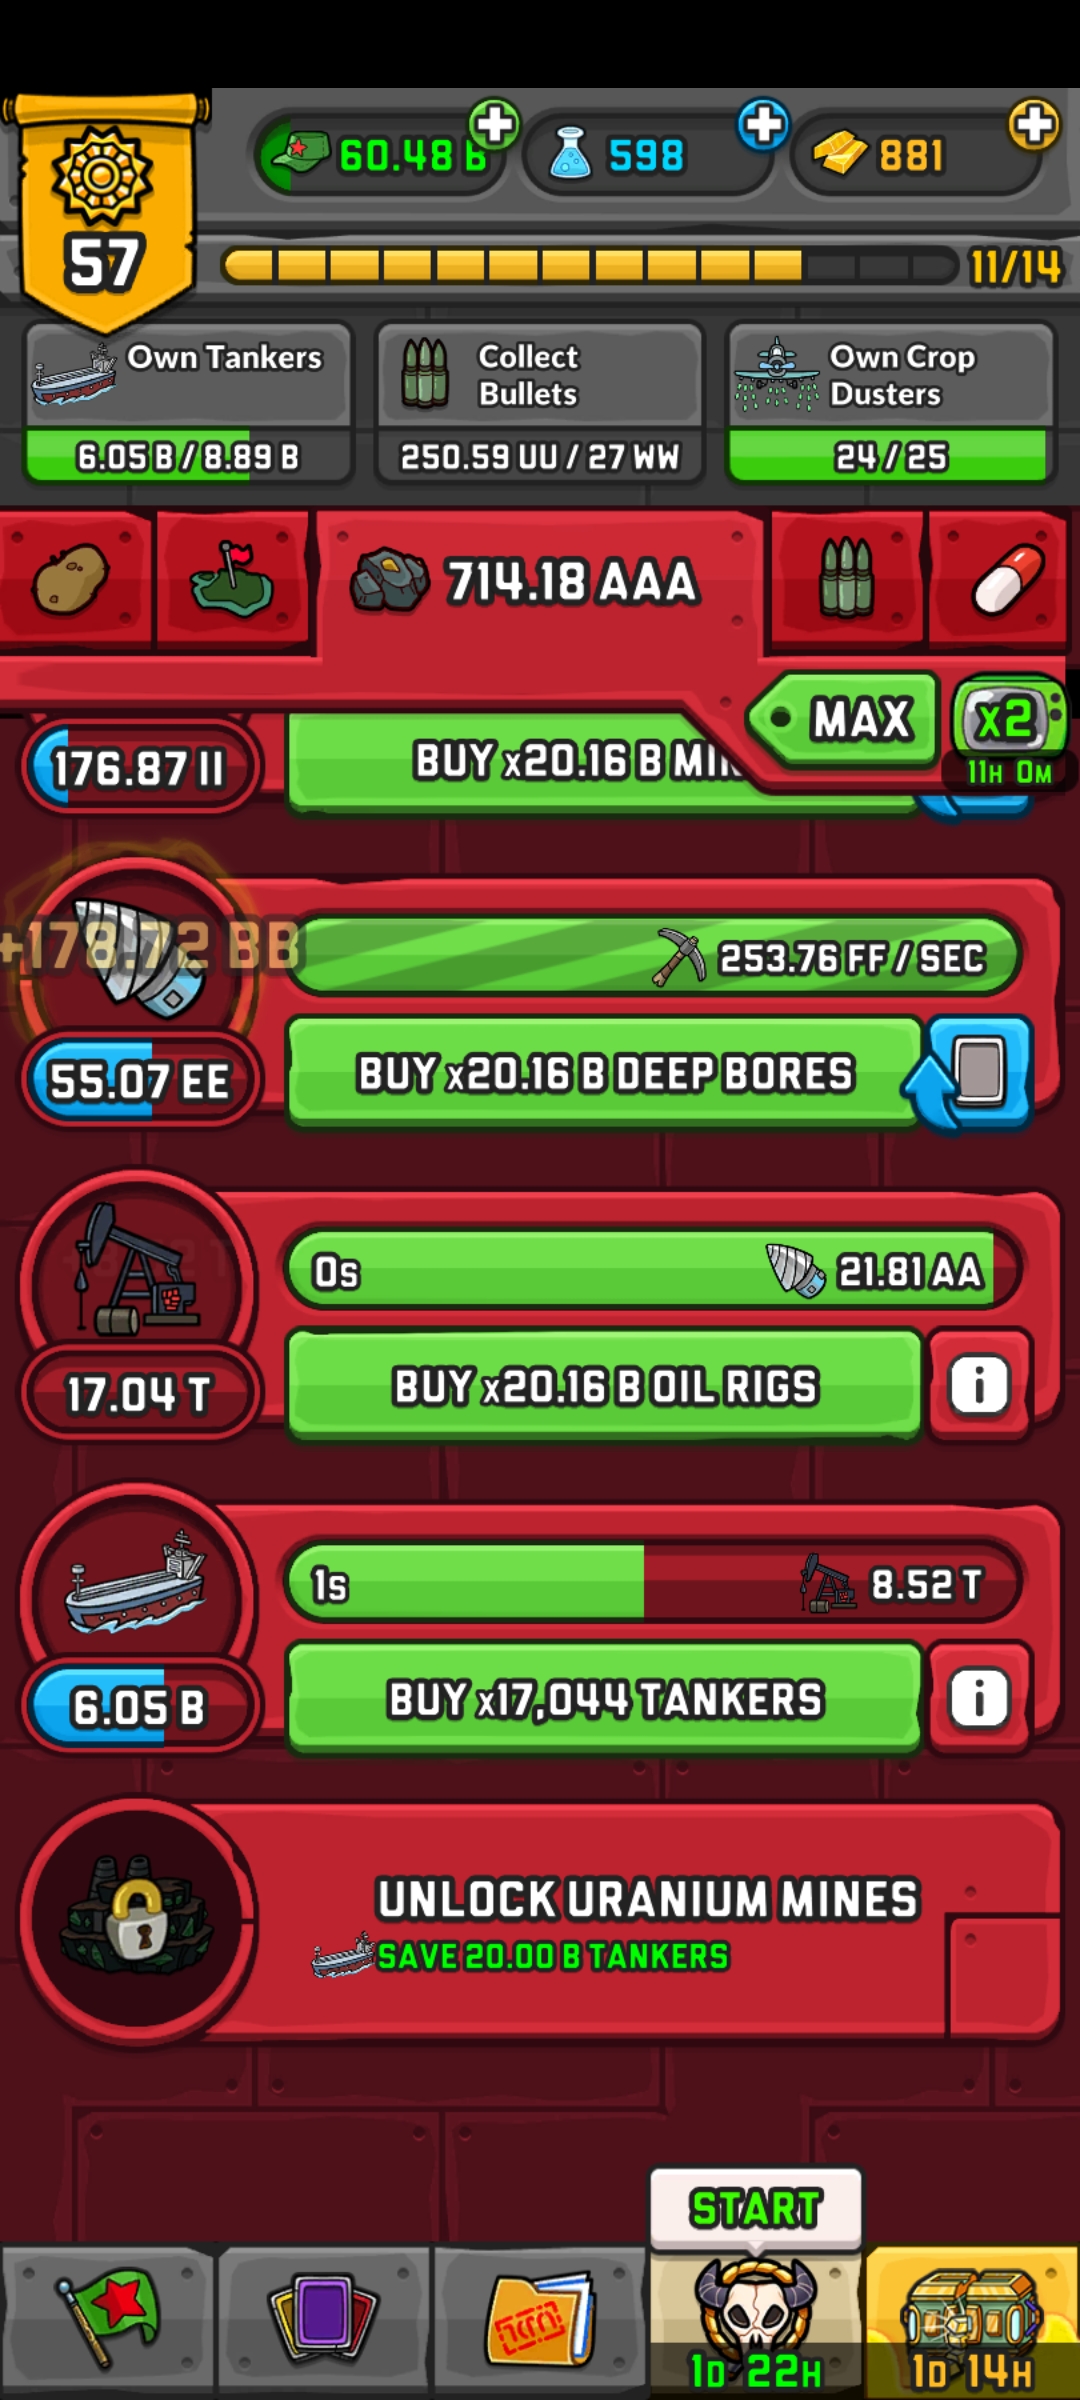 60.48 B
598
881
57
11/14
Own Tankers
6.05 B / 8.89 B
Collect
Bullets
250.59 UU / 27 WW
Own Crop
Dusters
24 / 25
714.18 AAA
MAX
x2
11H 0M
176.87 II
BUY x20.16 B
+178.72 BB
253.76 FF / SEC
55.07 EE
BUY x20.16 B DEEP BORES
0s
21.81 AA
17.04 T
BUY x20.16 B OIL RIGS
i
1s
8.52 T
6.05 B
BUY x17,044 TANKERS
i
UNLOCK URANIUM MINES
SAVE 20.00 B TANKERS
START
1D 22H
1D 14H